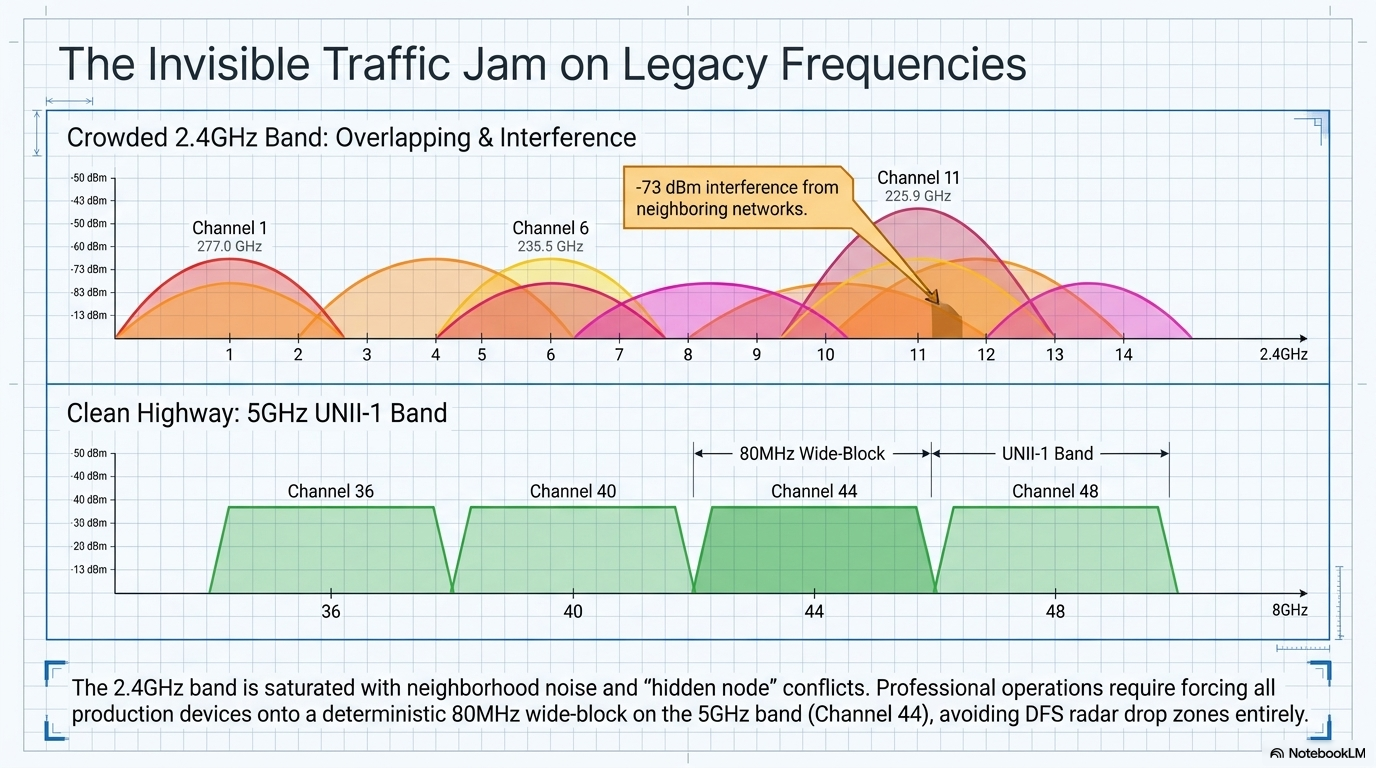 The Invisible Traffic Jam on Legacy Frequencies
Crowded 2.4GHz Band: Overlapping & Interference
-50 dBm
-43 dBm
-50 dBm
-60 dBm
-73 dBm
-83 dBm
-13 dBm
Channel 1
277.0 GHz
Channel 6
235.5 GHz
-73 dBm interference from
neighboring networks.
Channel 11
225.9 GHz
1 2 3 4 5 6 7 8 9 10 11 12 13 14 2.4GHz
Clean Highway: 5GHz UNII-1 Band
50 dBm
-40 dBm
40 dBm
-30 dBm
20 dBm
-13 dBm
80MHz Wide-Block
UNII-1 Band
Channel 36
Channel 40
Channel 44
Channel 48
36 40 44 48 8GHz
The 2.4GHz band is saturated with neighborhood noise and “hidden node” conflicts. Professional operations require forcing all
production devices onto a deterministic 80MHz wide-block on the 5GHz band (Channel 44), avoiding DFS radar drop zones entirely.
NotebookLM